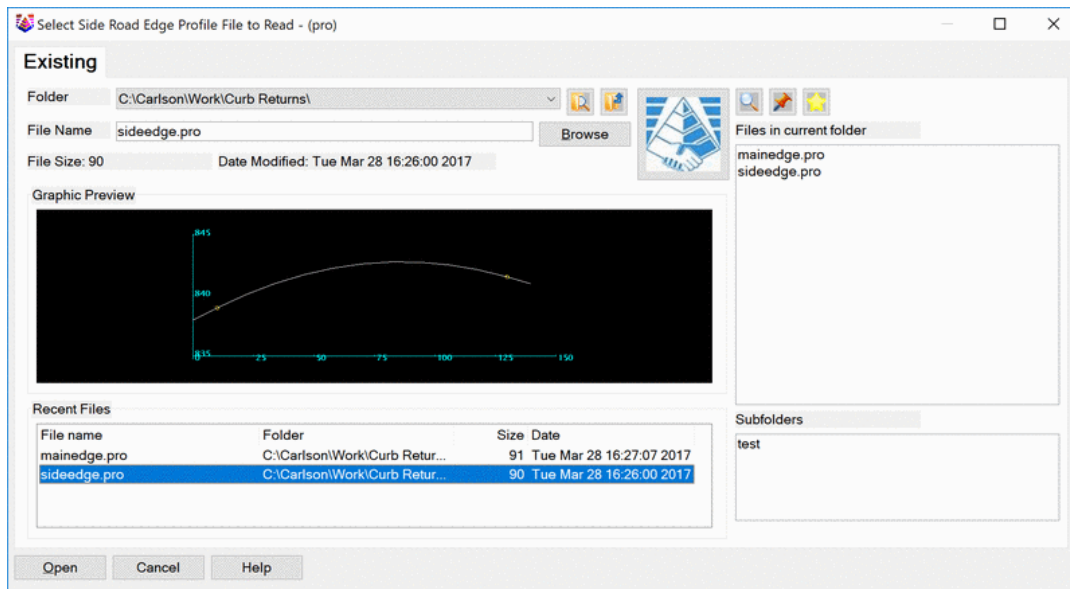 Select Side Road Edge Profile File to Read - (pro)
Existing
Folder
C:\Carlson\Work\Curb Returns\
File Name
sideedge.pro
Browse
File Size: 90
Date Modified: Tue Mar 28 16:26:00 2017
Files in current folder
mainedge.pro
sideedge.pro
Graphic Preview
845
840
835
0 25 50 75 100 125 150
Recent Files
File name Folder Size Date
mainedge.pro C:\Carlson\Work\Curb Retur... 91 Tue Mar 28 16:27:07 2017
sideedge.pro C:\Carlson\Work\Curb Retur... 90 Tue Mar 28 16:26:00 2017
Subfolders
test
Open Cancel Help